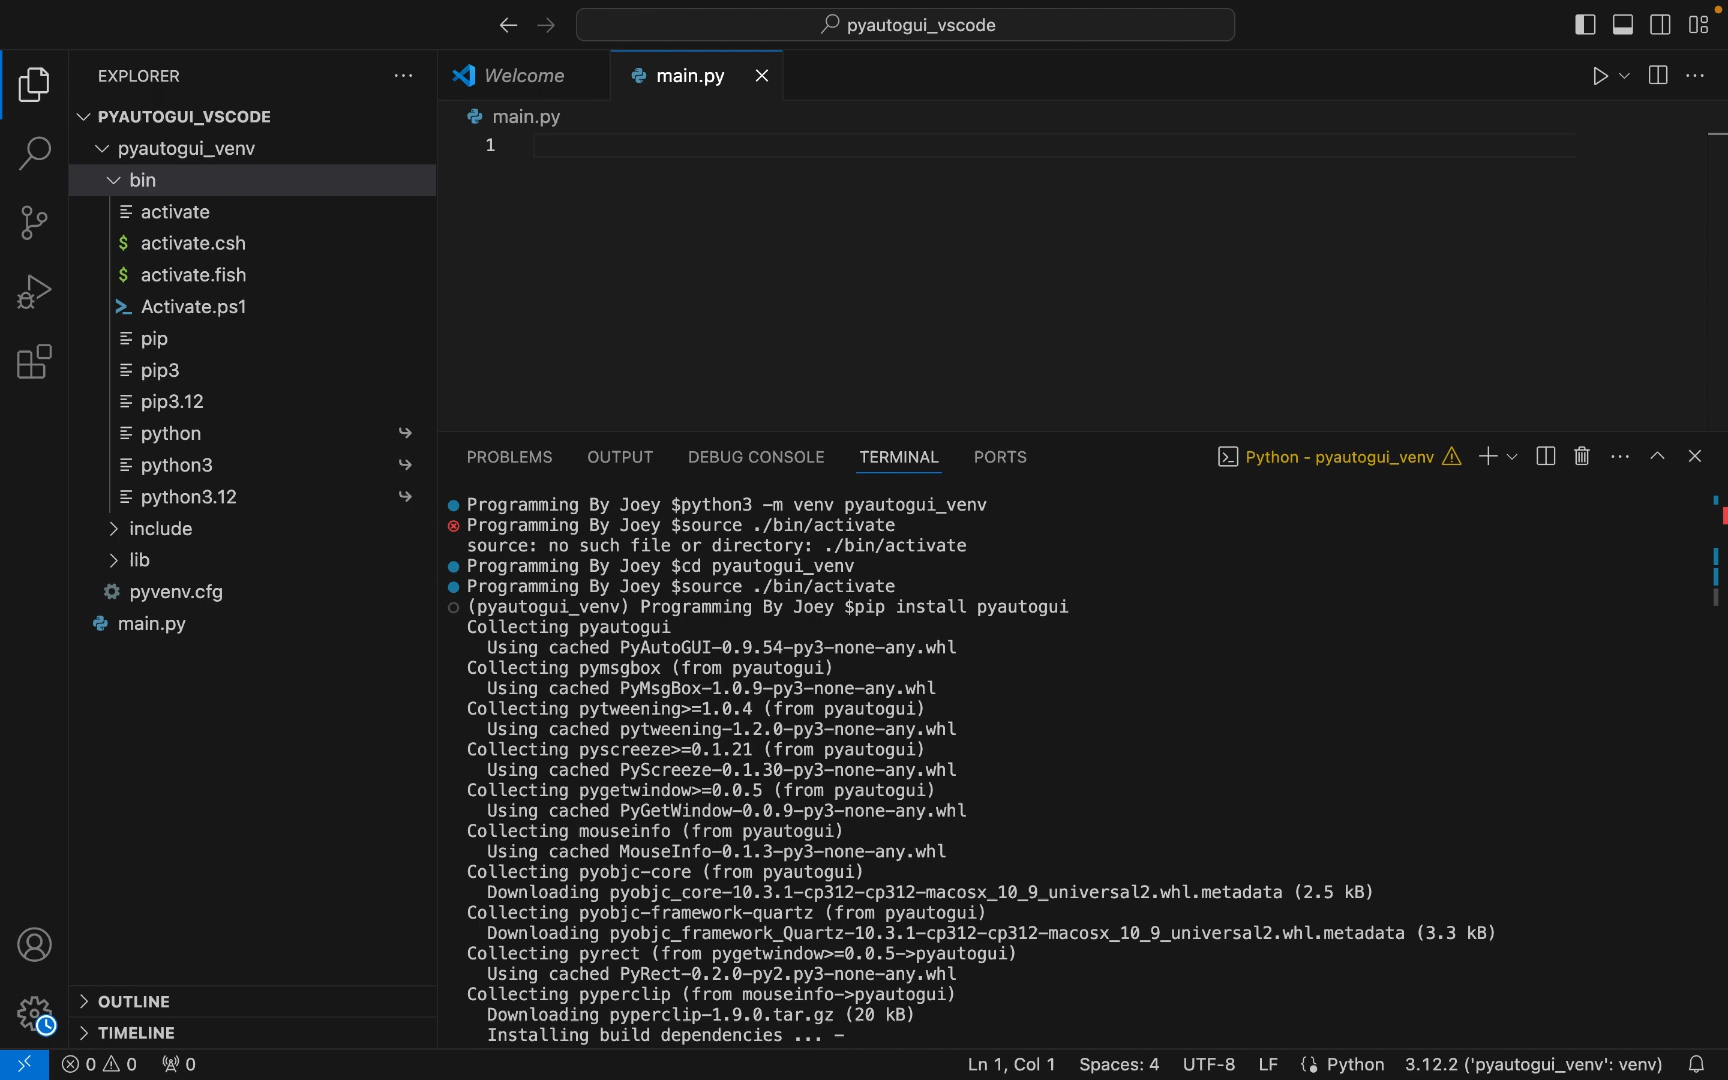 pyautogui_vscode
EXPLORER
PYAUTOGUI_VSCODE
pyautogui_venv
bin
activate
$ activate.csh
$ activate.fish
Activate.ps1
pip
pip3
pip3.12
python
python3
python3.12
include
lib
pyvenv.cfg
main.py
OUTLINE
TIMELINE
Welcome
main.py
main.py
1
PROBLEMS
OUTPUT
DEBUG CONSOLE
TERMINAL
PORTS
Python - pyautogui_venv
Programming By Joey $python3 -m venv pyautogui_venv
Programming By Joey $source ./bin/activate
source: no such file or directory: ./bin/activate
Programming By Joey $cd pyautogui_venv
Programming By Joey $source ./bin/activate
(pyautogui_venv) Programming By Joey $pip install pyautogui
Collecting pyautogui
Using cached PyAutoGUI-0.9.54-py3-none-any.whl
Collecting pymsgbox (from pyautogui)
Using cached PyMsgBox-1.0.9-py3-none-any.whl
Collecting pytweening>=1.0.4 (from pyautogui)
Using cached pytweening-1.2.0-py3-none-any.whl
Collecting pyscreeze>=0.1.21 (from pyautogui)
Using cached PyScreeze-0.1.30-py3-none-any.whl
Collecting pygetwindow>=0.0.5 (from pyautogui)
Using cached PyGetWindow-0.0.9-py3-none-any.whl
Collecting mouseinfo (from pyautogui)
Using cached MouseInfo-0.1.3-py3-none-any.whl
Collecting pyobjc-core (from pyautogui)
Downloading pyobjc_core-10.3.1-cp312-cp312-macosx_10_9_universal2.whl.metadata (2.5 kB)
Collecting pyobjc-framework-quartz (from pyautogui)
Downloading pyobjc_framework_Quartz-10.3.1-cp312-cp312-macosx_10_9_universal2.whl.metadata (3.3 kB)
Collecting pyrect (from pygetwindow>=0.0.5->pyautogui)
Using cached PyRect-0.2.0-py2.py3-none-any.whl
Collecting pyperclip (from mouseinfo->pyautogui)
Downloading pyperclip-1.9.0.tar.gz (20 kB)
Installing build dependencies ... -
0 0 0
Ln 1, Col 1 Spaces: 4 UTF-8 LF Python 3.12.2 ('pyautogui_venv': venv)